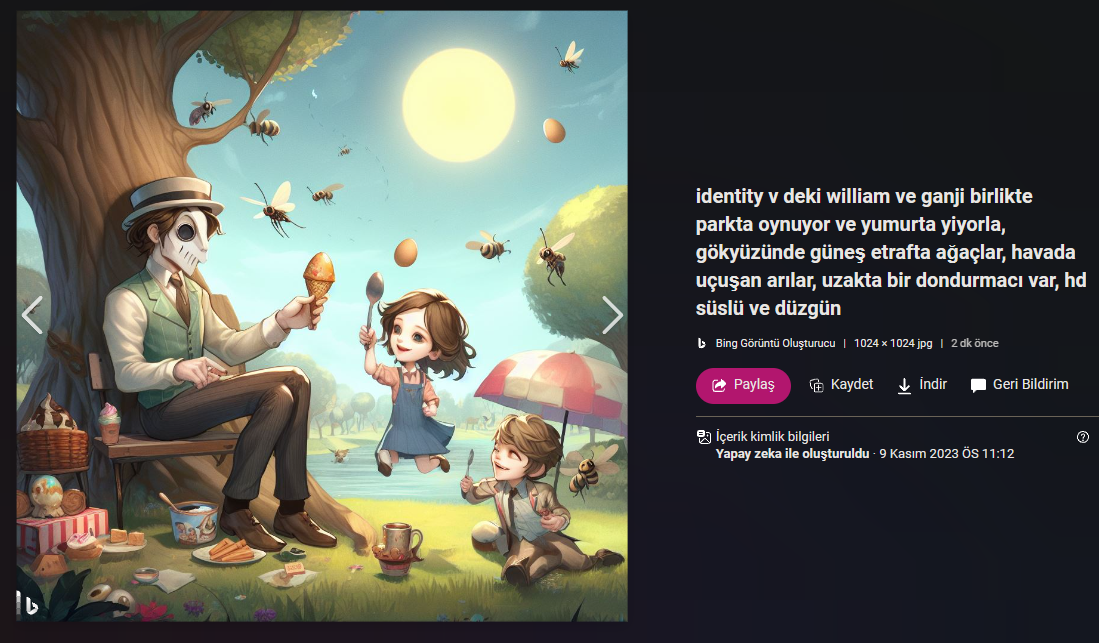 identity v deki william ve ganji birlikte
parkta oynuyor ve yumurta yiyorla,
gökyüzünde güneş etrafta ağaçlar, havada
uçuşan arılar, uzakta bir dondurmacı var, hd
süslü ve düzgün
Bing Görüntü Oluşturucu | 1024 × 1024 jpg | 2 dk önce
Paylaş Kaydet İndir Geri Bildirim
İçerik kimlik bilgileri
Yapay zeka ile oluşturuldu · 9 Kasım 2023 ÖS 11:12